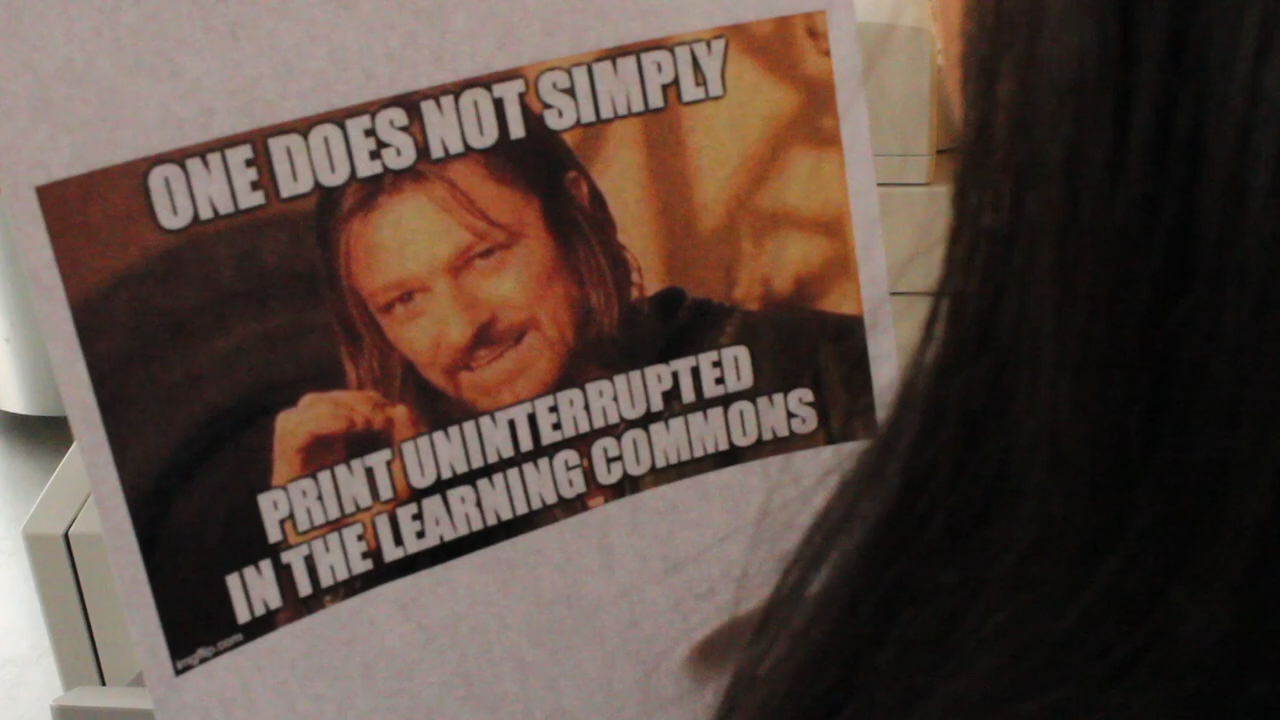 ONE DOES NOT SIMPLY
PRINT UNINTERRUPTED
IN THE LEARNING COMMONS
imgflip.com